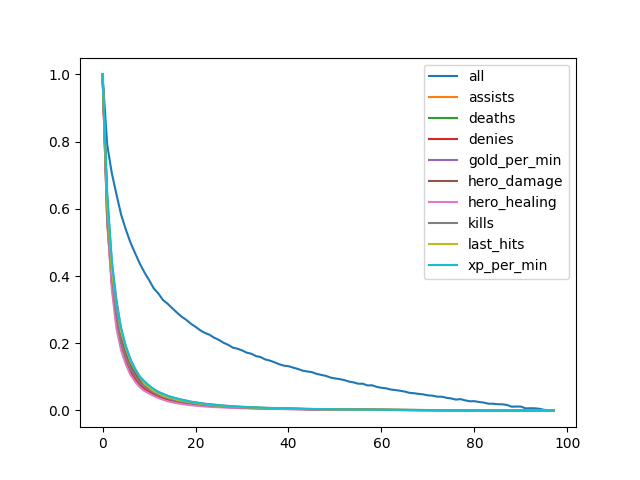 1.0
0.8
0.6
0.4
0.2
0.0
0
20
40
60
80
100
all
assists
deaths
denies
gold_per_min
hero_damage
hero_healing
kills
last_hits
xp_per_min